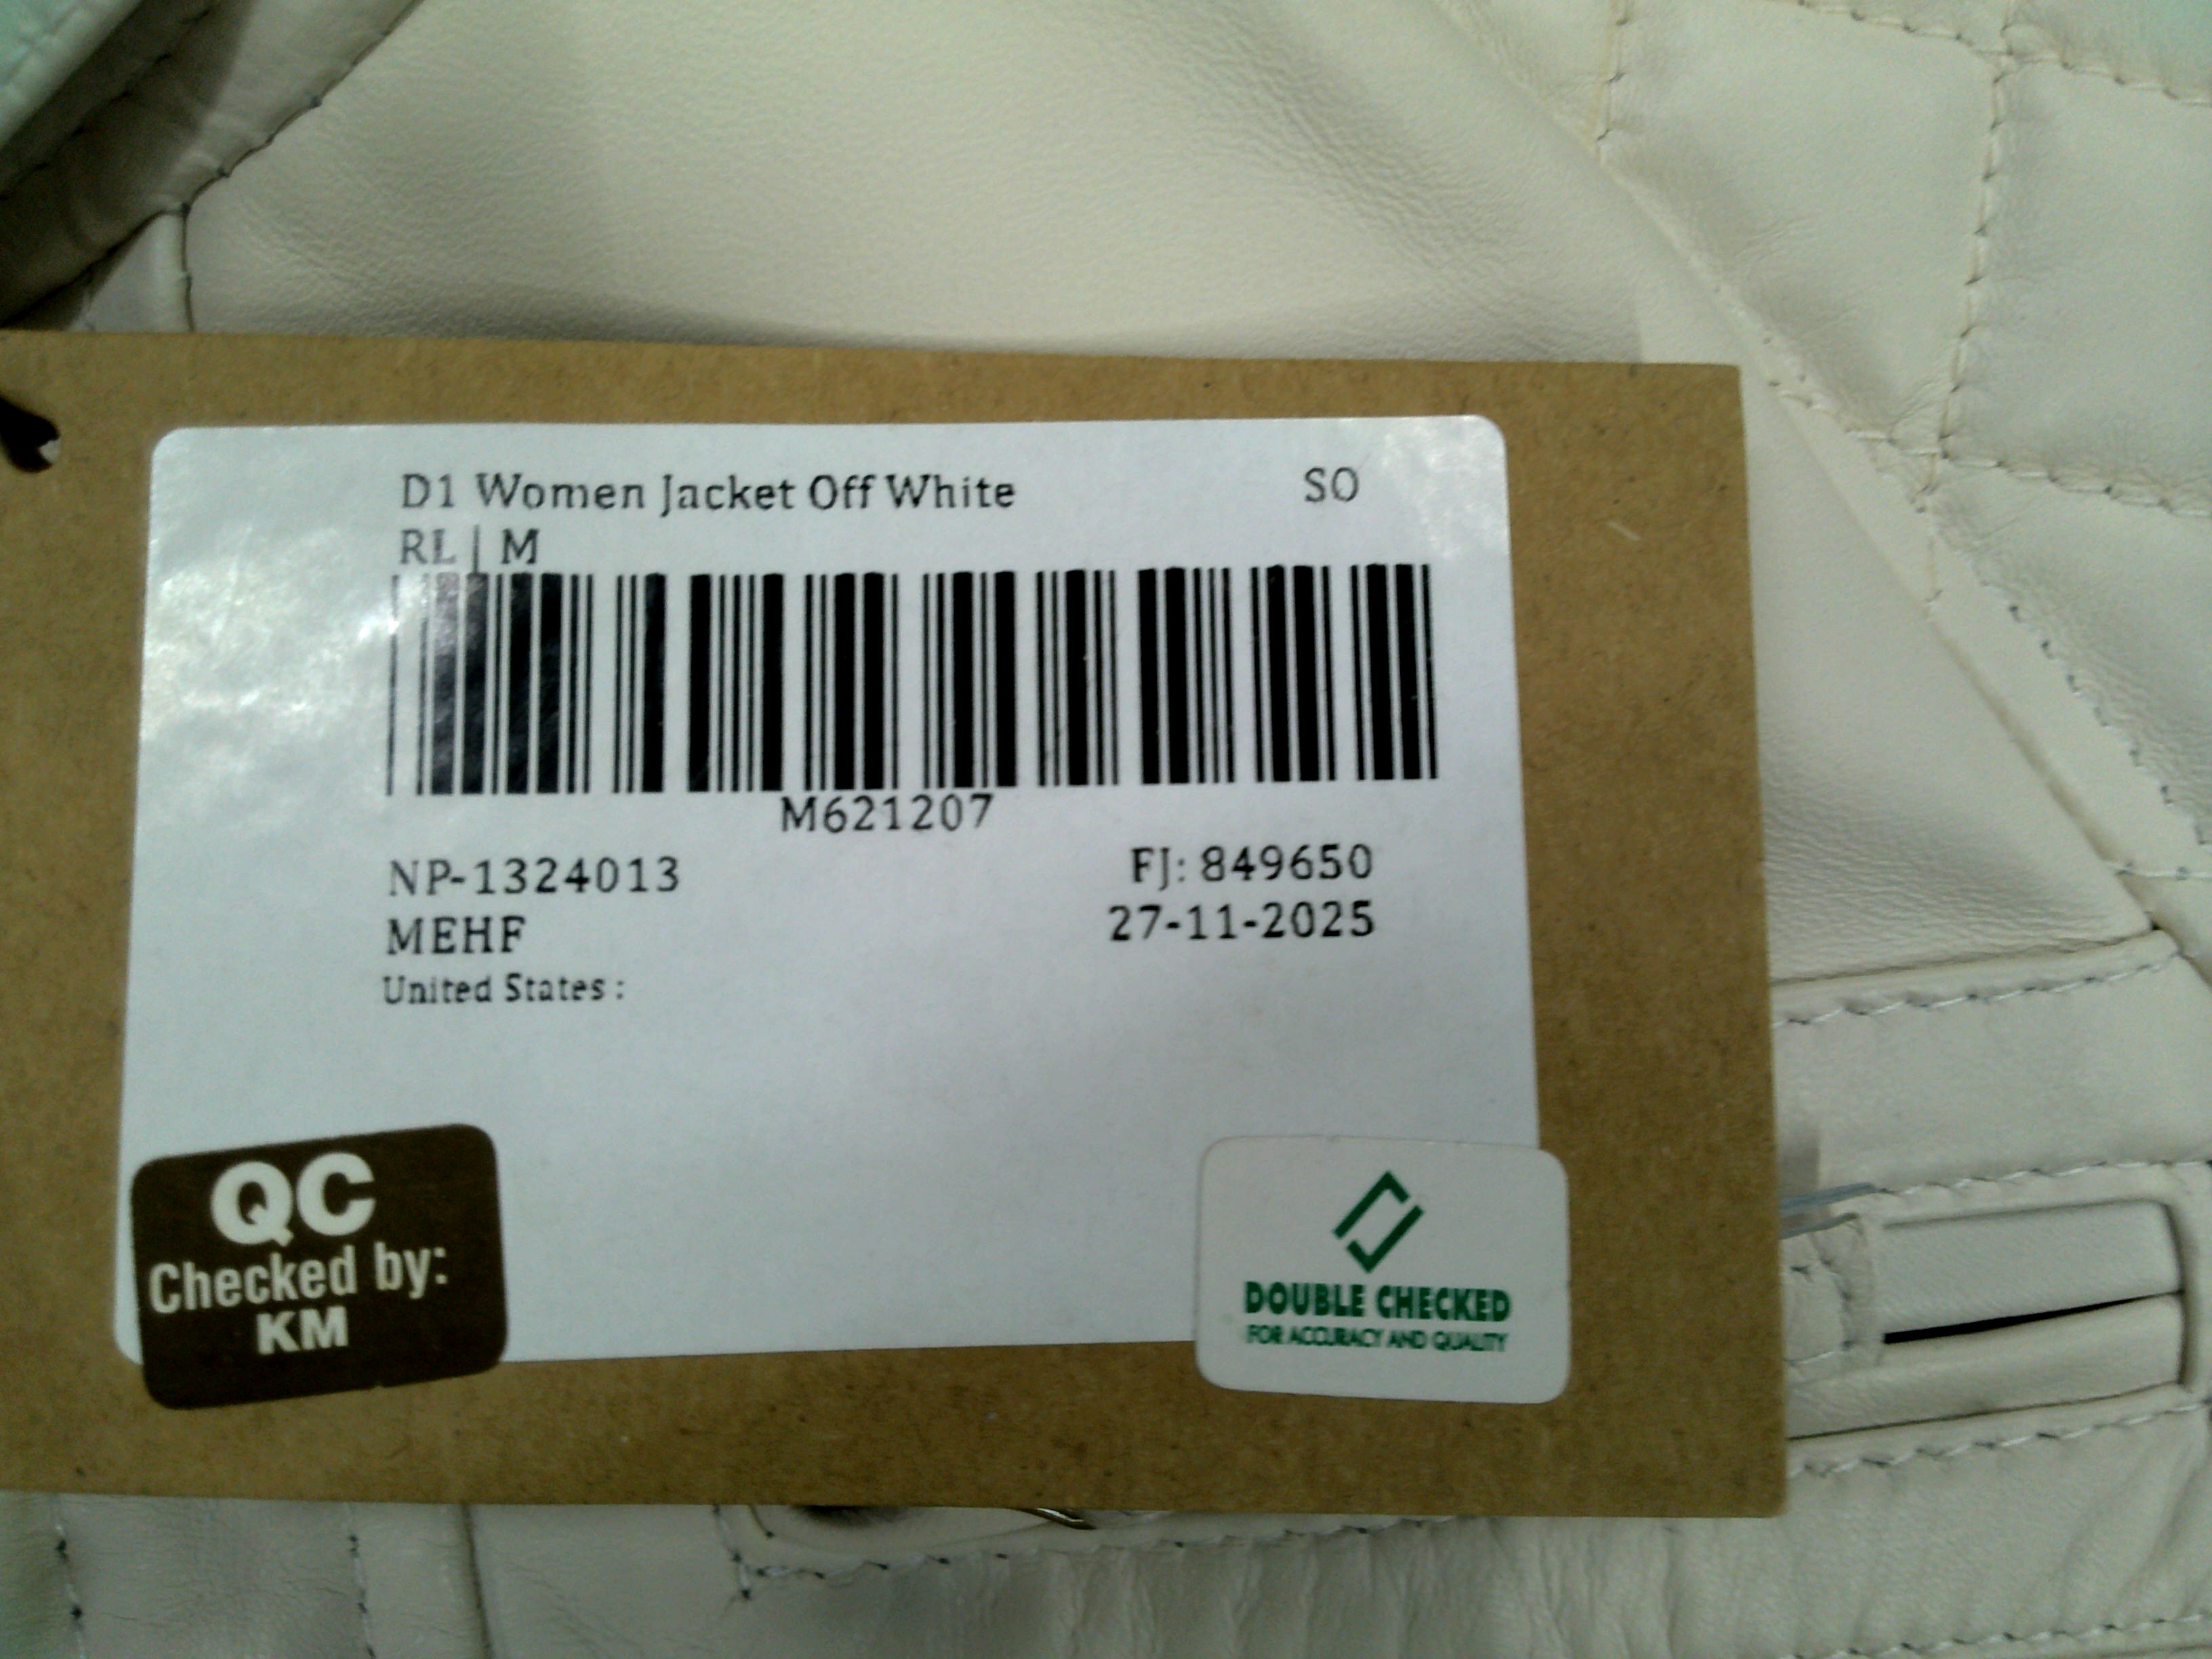 D1 Women Jacket Off White SO
RL | M
M621207
NP-1324013 FJ: 849650
MEHF 27-11-2025
United States :
QC
Checked by:
KM
DOUBLE CHECKED
FOR ACCURACY AND QUALITY